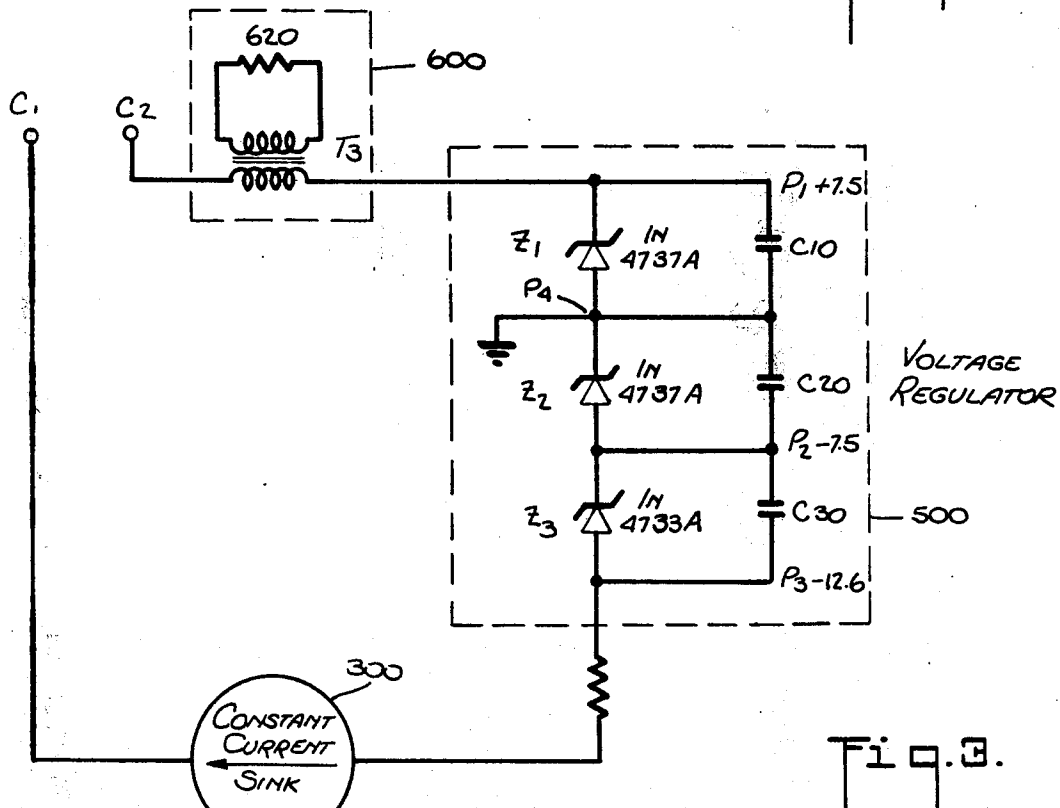 620
600
C1
C2
T3
P1 +7.5
Z1
IN
4737A
C10
P4
Z2
IN
4737A
C20
VOLTAGE
REGULATOR
P2 -7.5
Z3
IN
4733A
C30
500
P3 -12.6
300
CONSTANT
CURRENT
SINK
Fig.3.